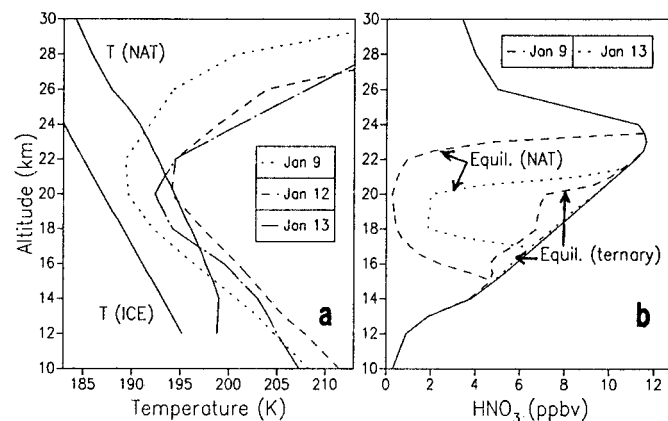 30
28
26
24
22
20
18
16
14
12
10
Altitude (km)
T (NAT)
Jan 9
Jan 12
Jan 13
T (ICE)
a
185 190 195 200 205 210
Temperature (K)
30
28
26
24
22
20
18
16
14
12
10
Jan 9 Jan 13
Equil. (NAT)
Equil. (ternary)
b
0 2 4 6 8 10 12 14
HNO3 (ppbv)